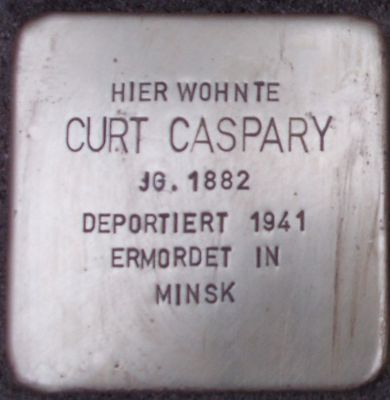 HIER WOHNTE
CURT CASPARY
JG. 1882
DEPORTIERT 1941
ERMORDET IN
MINSK